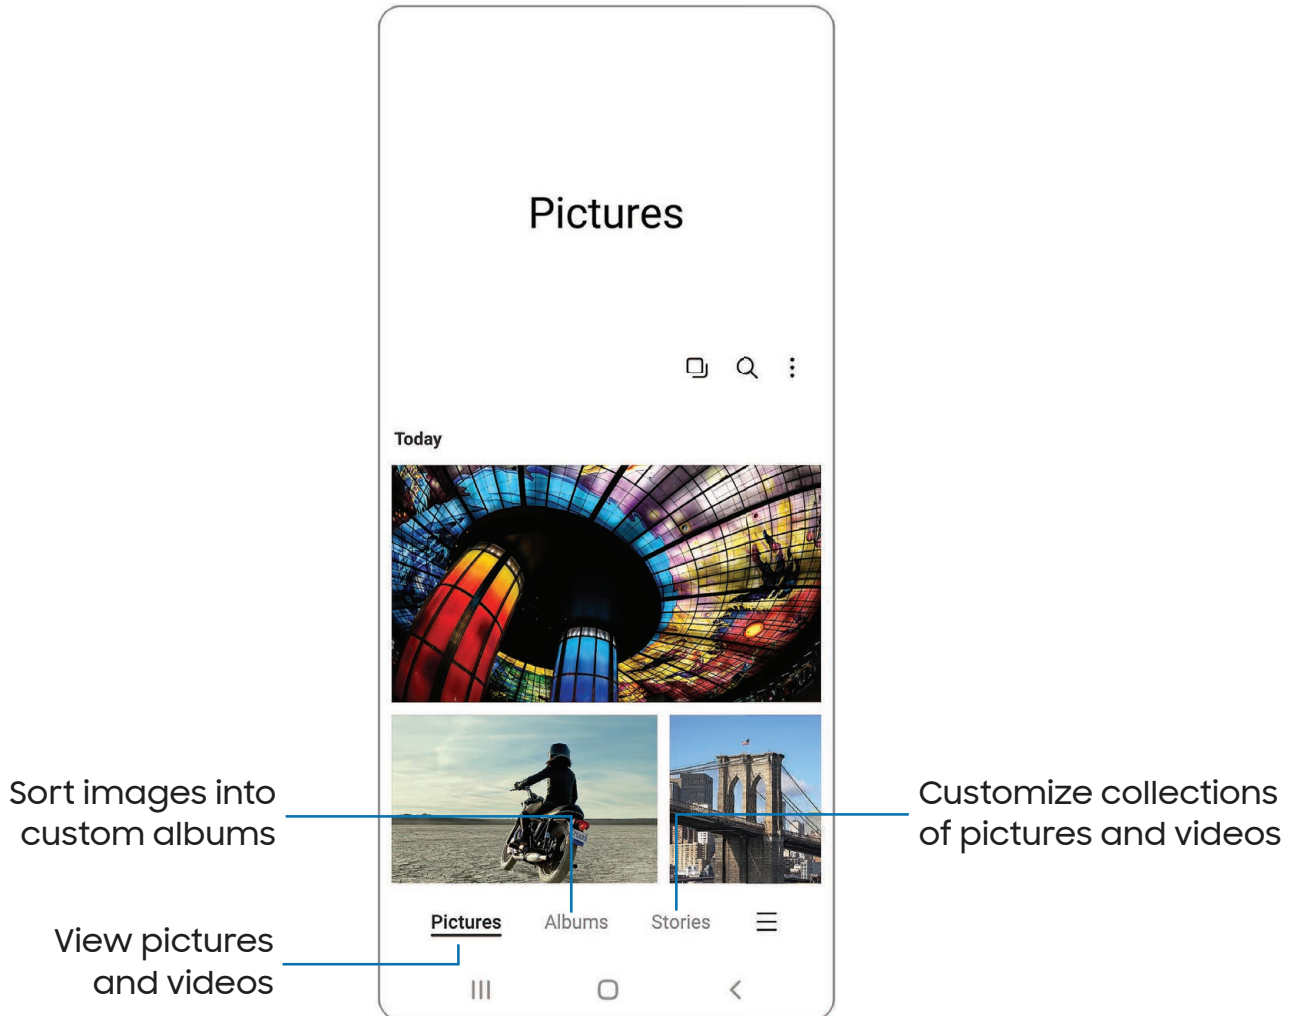 Pictures
Today
Sort images into
custom albums
Customize collections
of pictures and videos
Pictures
Albums
Stories
View pictures
and videos